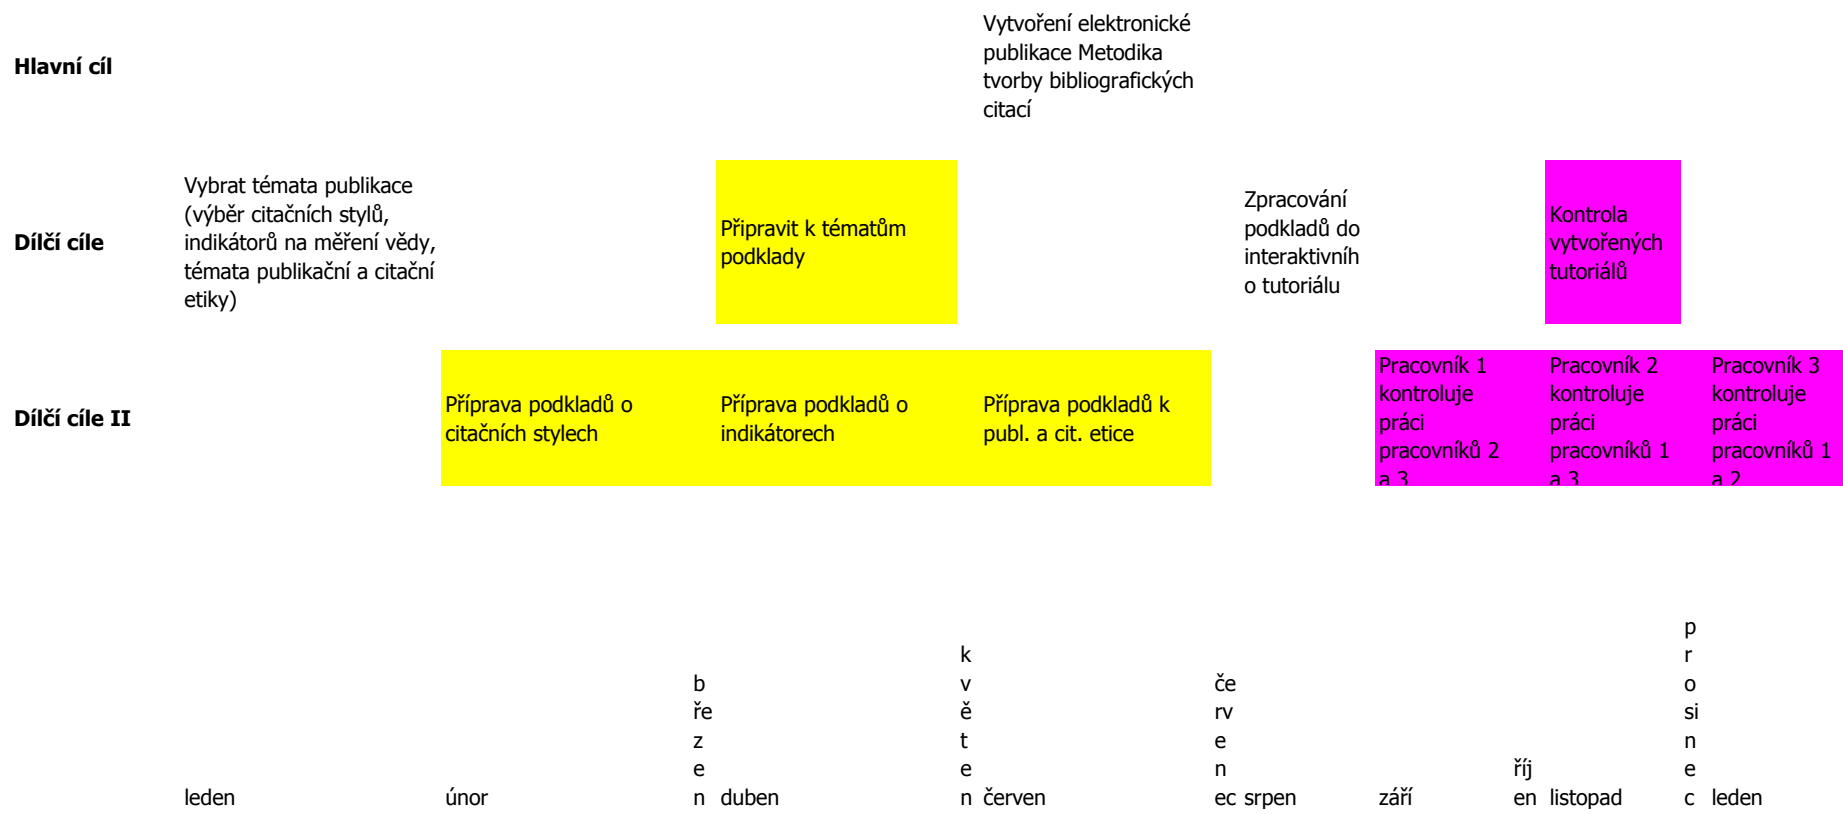 Hlavní cíl
Vytvoření elektronické
publikace Metodika
tvorby bibliografických
citací
Dílčí cíle
Vybrat témata publikace
(výběr citačních stylů,
indikátorů na měření vědy,
témata publikační a citační
etiky)
Připravit k tématům
podklady
Zpracování
podkladů do
interaktivníh
o tutoriálu
Kontrola
vytvořených
tutoriálů
Dílčí cíle II
Příprava podkladů o
citačních stylech
Příprava podkladů o
indikátorech
Příprava podkladů k
publ. a cit. etice
Pracovník 1
kontroluje
práci
pracovníků 2
a 3
Pracovník 2
kontroluje
práci
pracovníků 1
a 3
Pracovník 3
kontroluje
práci
pracovníků 1
a 2
leden
únor
b
ře
z
e
n
duben
k
v
ě
t
e
n
červen
če
rv
e
n
ec
srpen
září
říj
en
listopad
p
r
o
si
n
e
c
leden